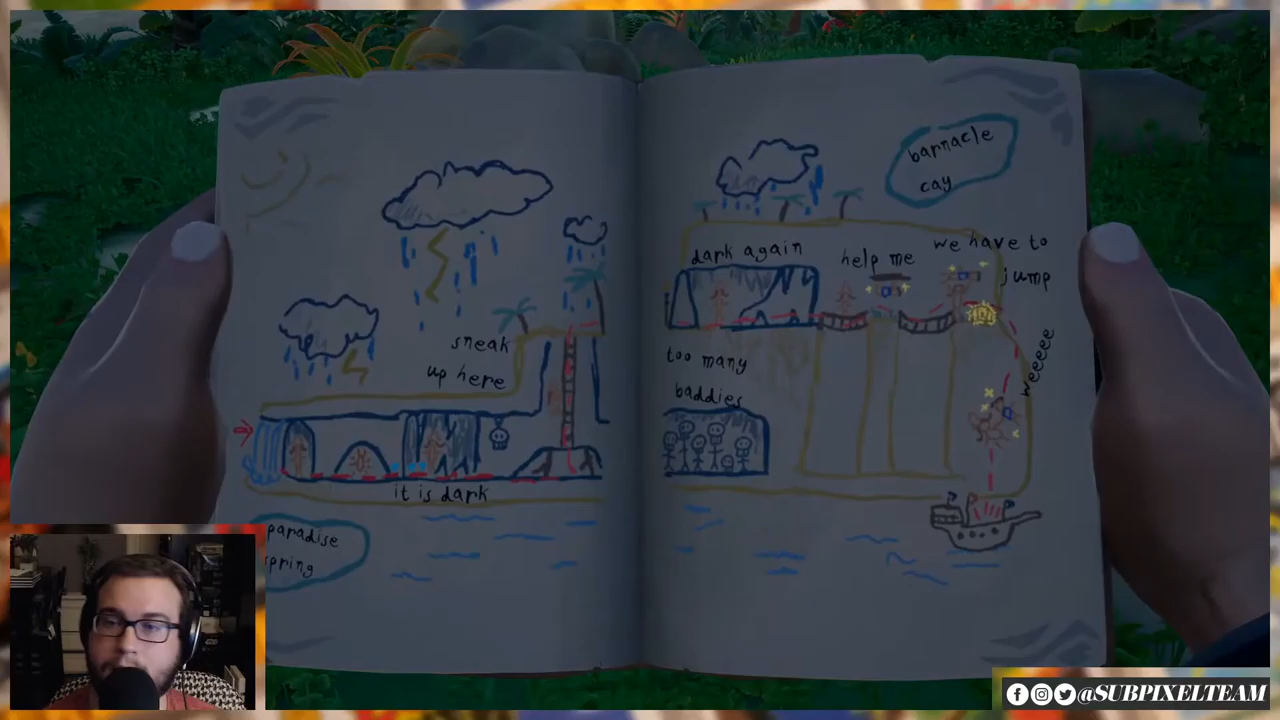 barnacle
cay
dark again
help me
we have to
jump
sneak
up here
too many
baddies
weeeee
it is dark
paradise
spring
@SUBPIXELTEAM